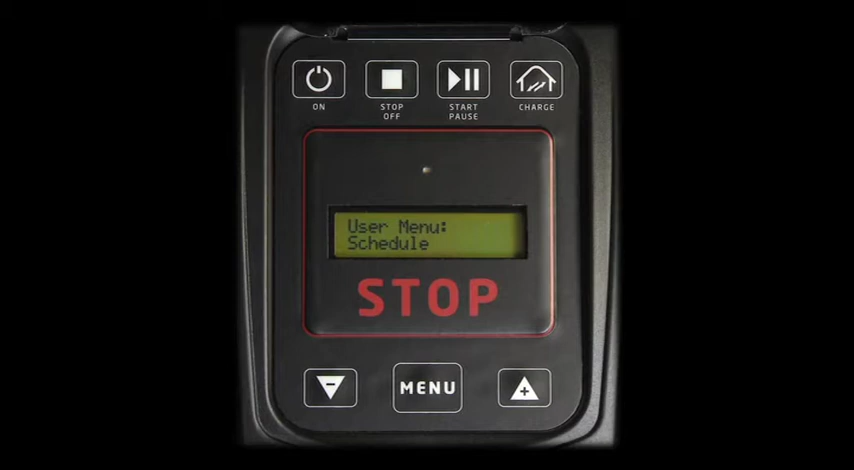 ON
STOP
OFF
START
PAUSE
CHARGE
User Menu:
Schedule
STOP
MENU